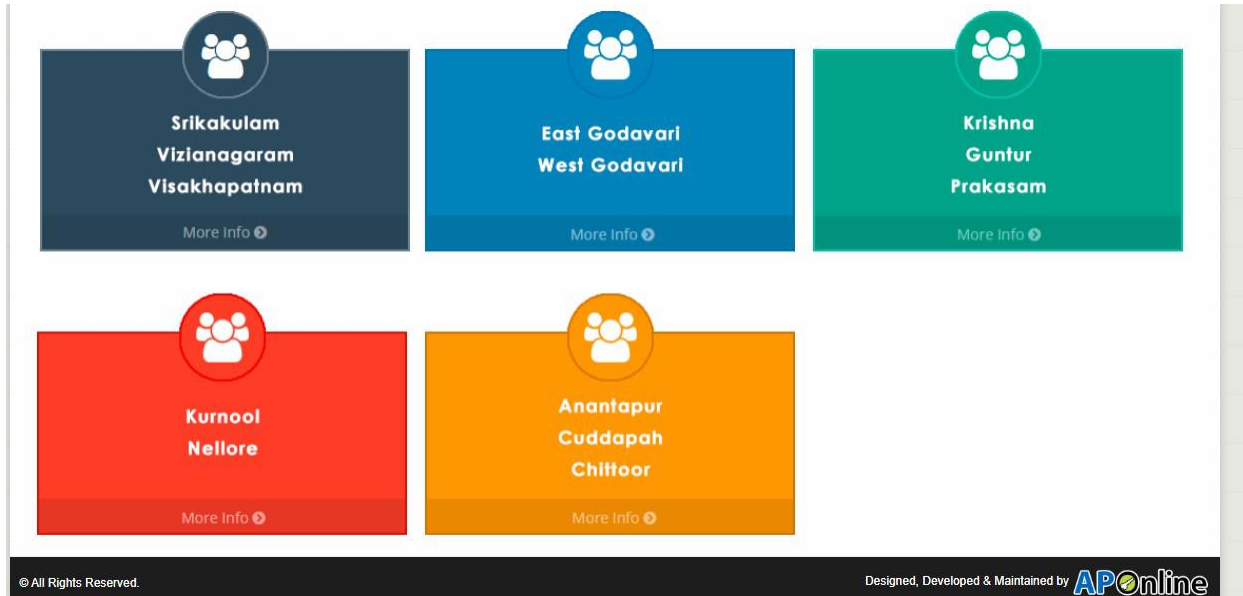 Srikakulam
Vizianagaram
Visakhapatnam
More Info
East Godavari
West Godavari
More Info
Krishna
Guntur
Prakasam
More Info
Kurnool
Nellore
More Info
Anantapur
Cuddapah
Chittoor
More Info
© All Rights Reserved.
Designed, Developed & Maintained by APOnline